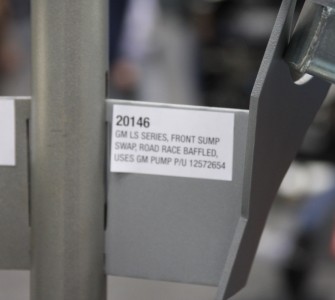 20146
GM LS SERIES, FRONT SUMP
SWAP, ROAD RACE BAFFLED,
USES GM PUMP P/U 12572654